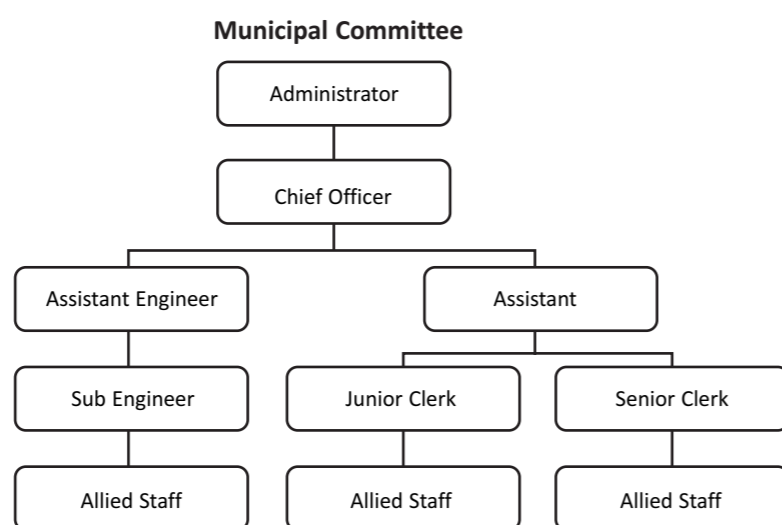 Municipal Committee
Administrator
Chief Officer
Assistant Engineer
Assistant
Sub Engineer
Junior Clerk
Senior Clerk
Allied Staff
Allied Staff
Allied Staff